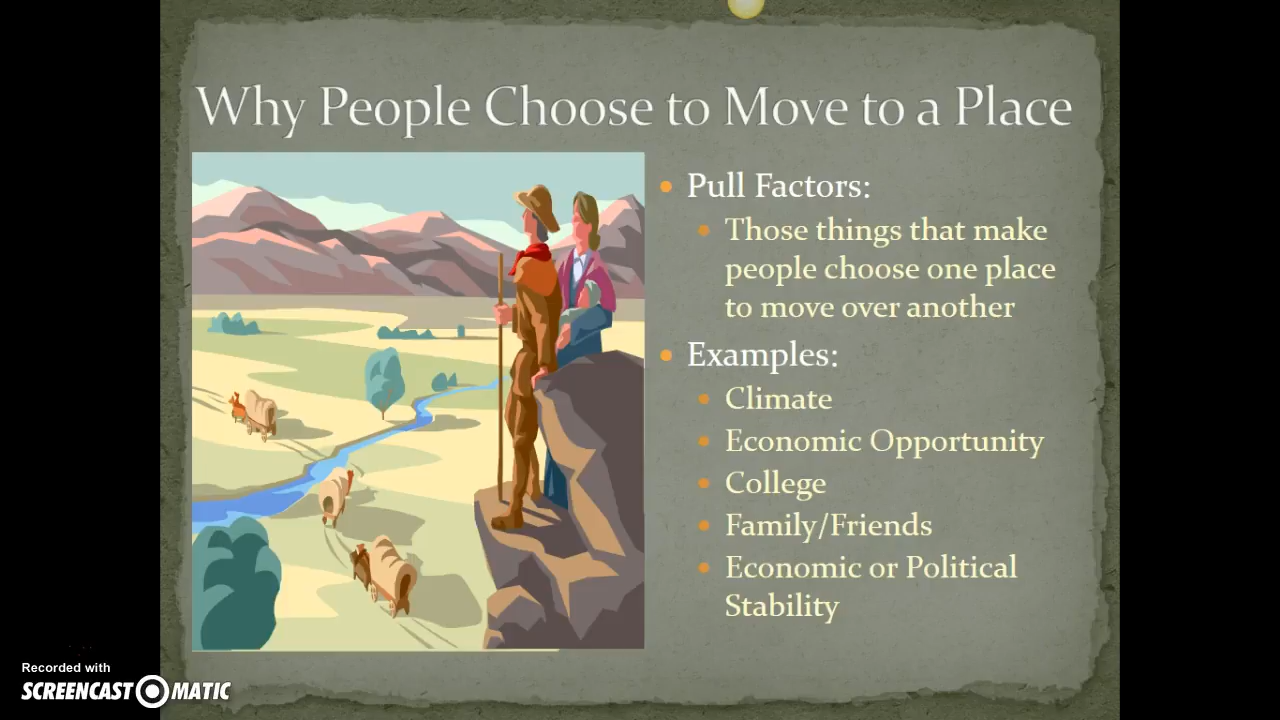 Why People Choose to Move to a Place
Pull Factors:
Those things that make
people choose one place
to move over another
Examples:
Climate
Economic Opportunity
College
Family/Friends
Economic or Political
Stability
Recorded with
SCREENCAST MATIC